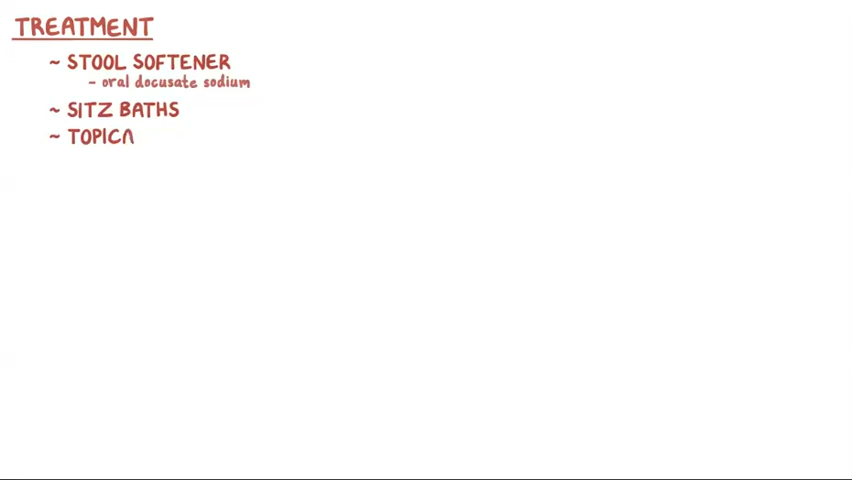 TREATMENT
~ STOOL SOFTENER
- oral docusate sodium
~ SITZ BATHS
~ TOPICA